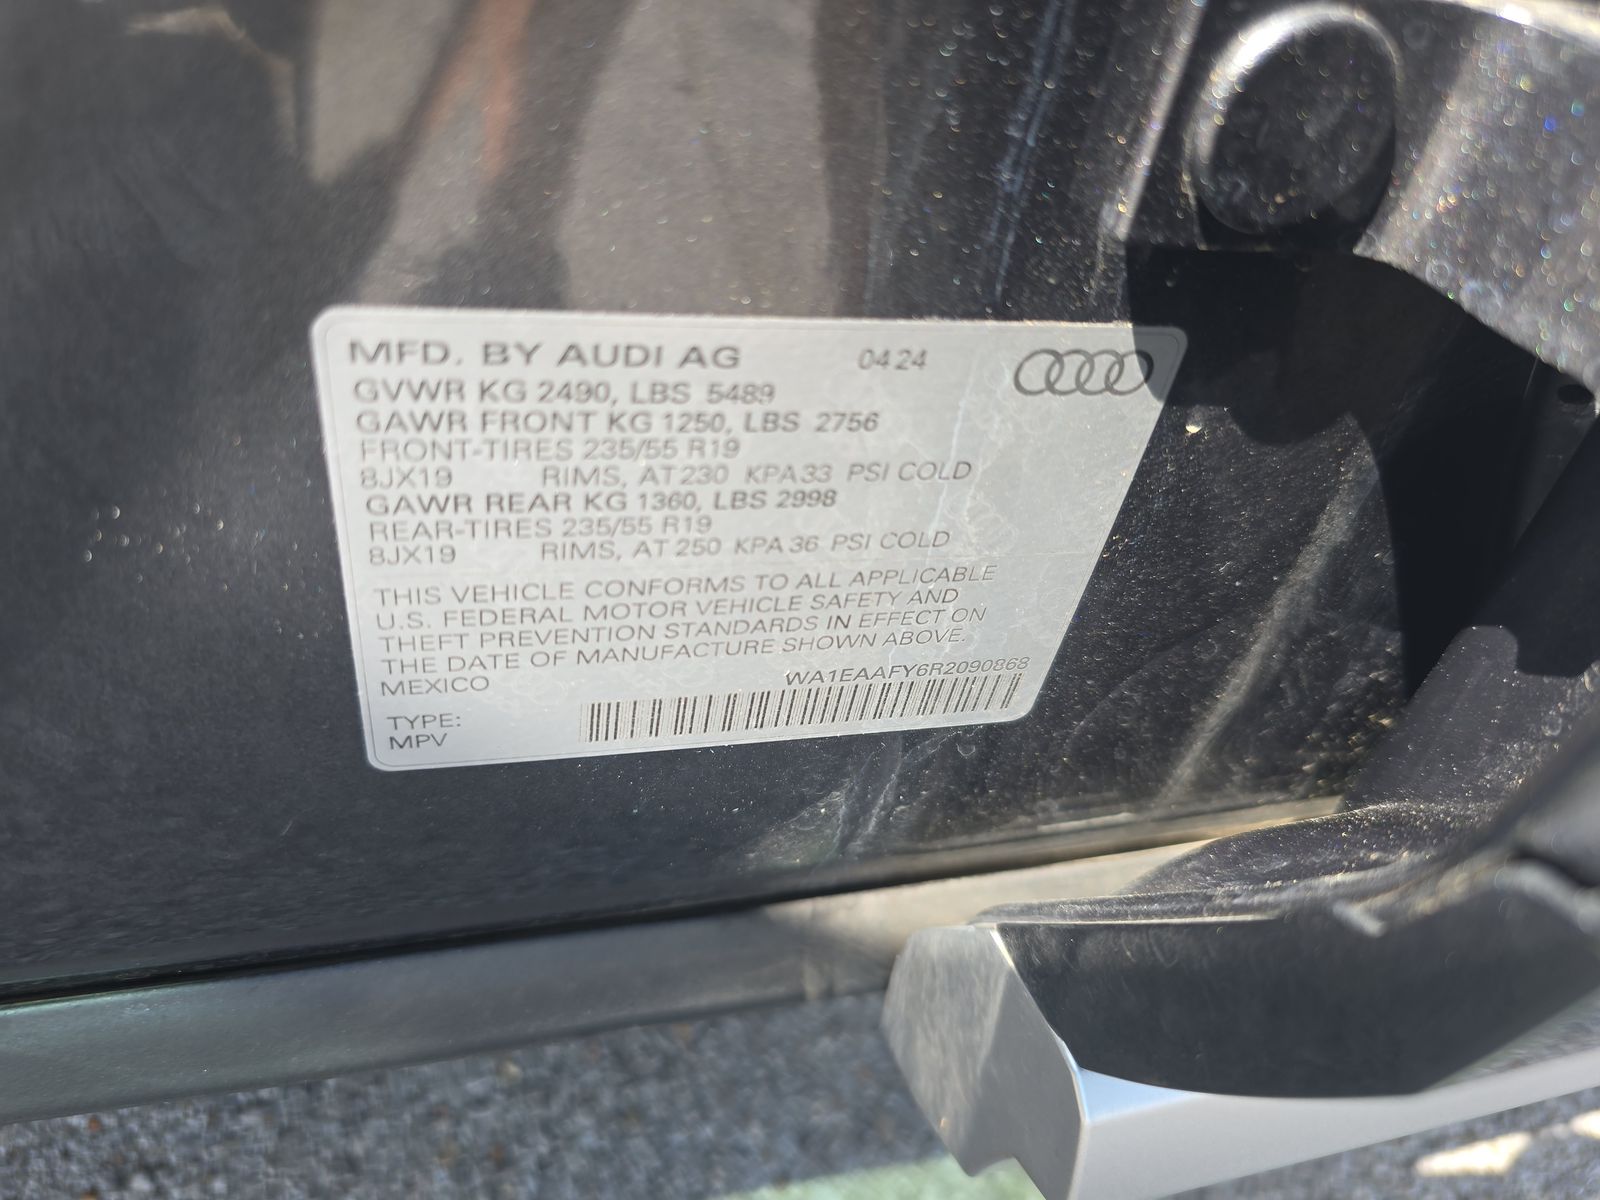 MFD. BY AUDI AG 04 24
GVWR KG 2490, LBS 5489
GAWR FRONT KG 1250, LBS 2756
FRONT-TIRES 235/55 R19
8JX19 RIMS, AT 230 KPA 33 PSI COLD
GAWR REAR KG 1360, LBS 2998
REAR-TIRES 235/55 R19
8JX19 RIMS, AT 250 KPA 36 PSI COLD
THIS VEHICLE CONFORMS TO ALL APPLICABLE
U.S. FEDERAL MOTOR VEHICLE SAFETY AND
THEFT PREVENTION STANDARDS IN EFFECT ON
THE DATE OF MANUFACTURE SHOWN ABOVE.
MEXICO WA1EAAFY6R2090868
TYPE:
MPV